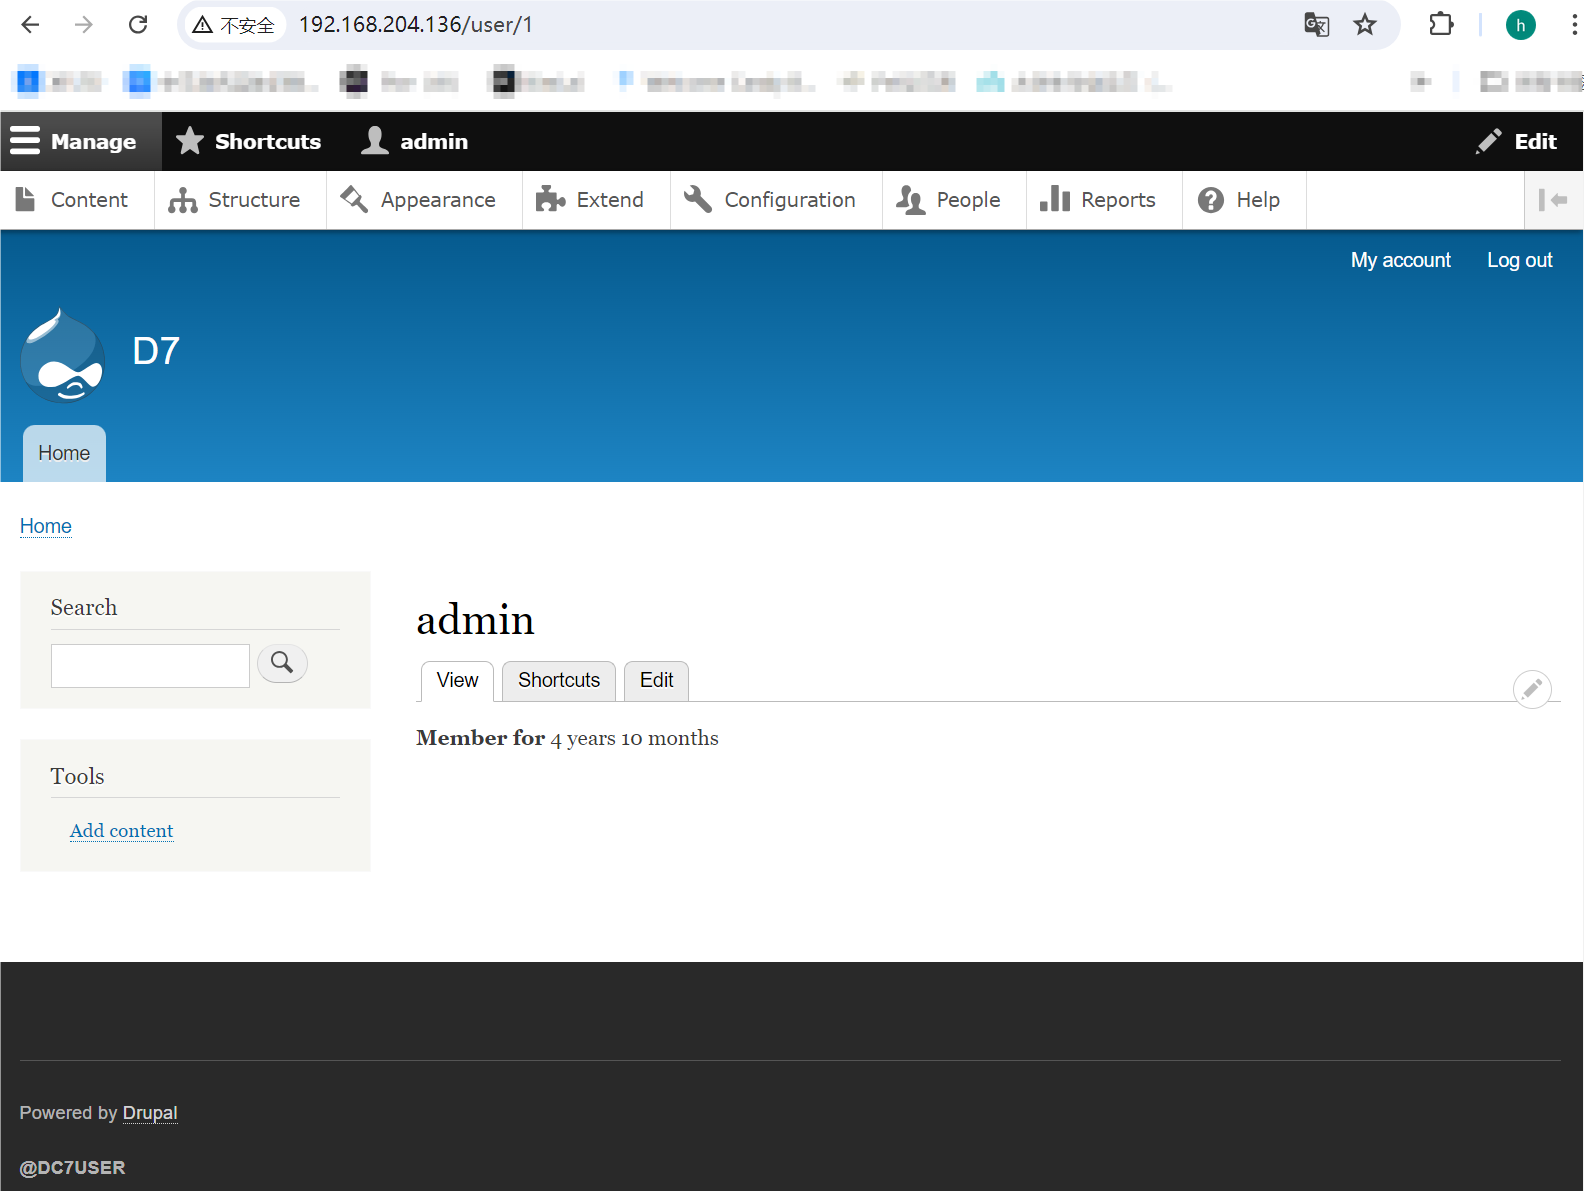 不安全 192.168.204.136/user/1 h
Manage Shortcuts admin Edit
Content Structure Appearance Extend Configuration People Reports Help
My account Log out
D7
Home
Home
Search
admin
View Shortcuts Edit
Member for 4 years 10 months
Tools
Add content
Powered by Drupal
@DC7USER